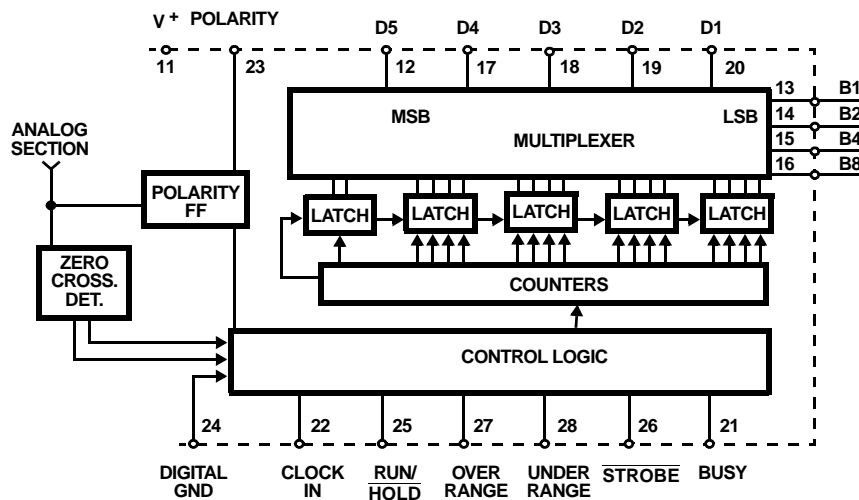 V+ POLARITY D5 D4 D3 D2 D1
11 23 12 17 18 19 20
MSB LSB
MULTIPLEXER
13 B1
14 B2
15 B4
16 B8
ANALOG
SECTION
POLARITY
FF
LATCH LATCH LATCH LATCH LATCH
ZERO
CROSS.
DET.
COUNTERS
CONTROL LOGIC
24 22 25 27 28 26 21
DIGITAL
GND
CLOCK
IN
RUN/
HOLD
OVER
RANGE
UNDER
RANGE
STROBE
BUSY